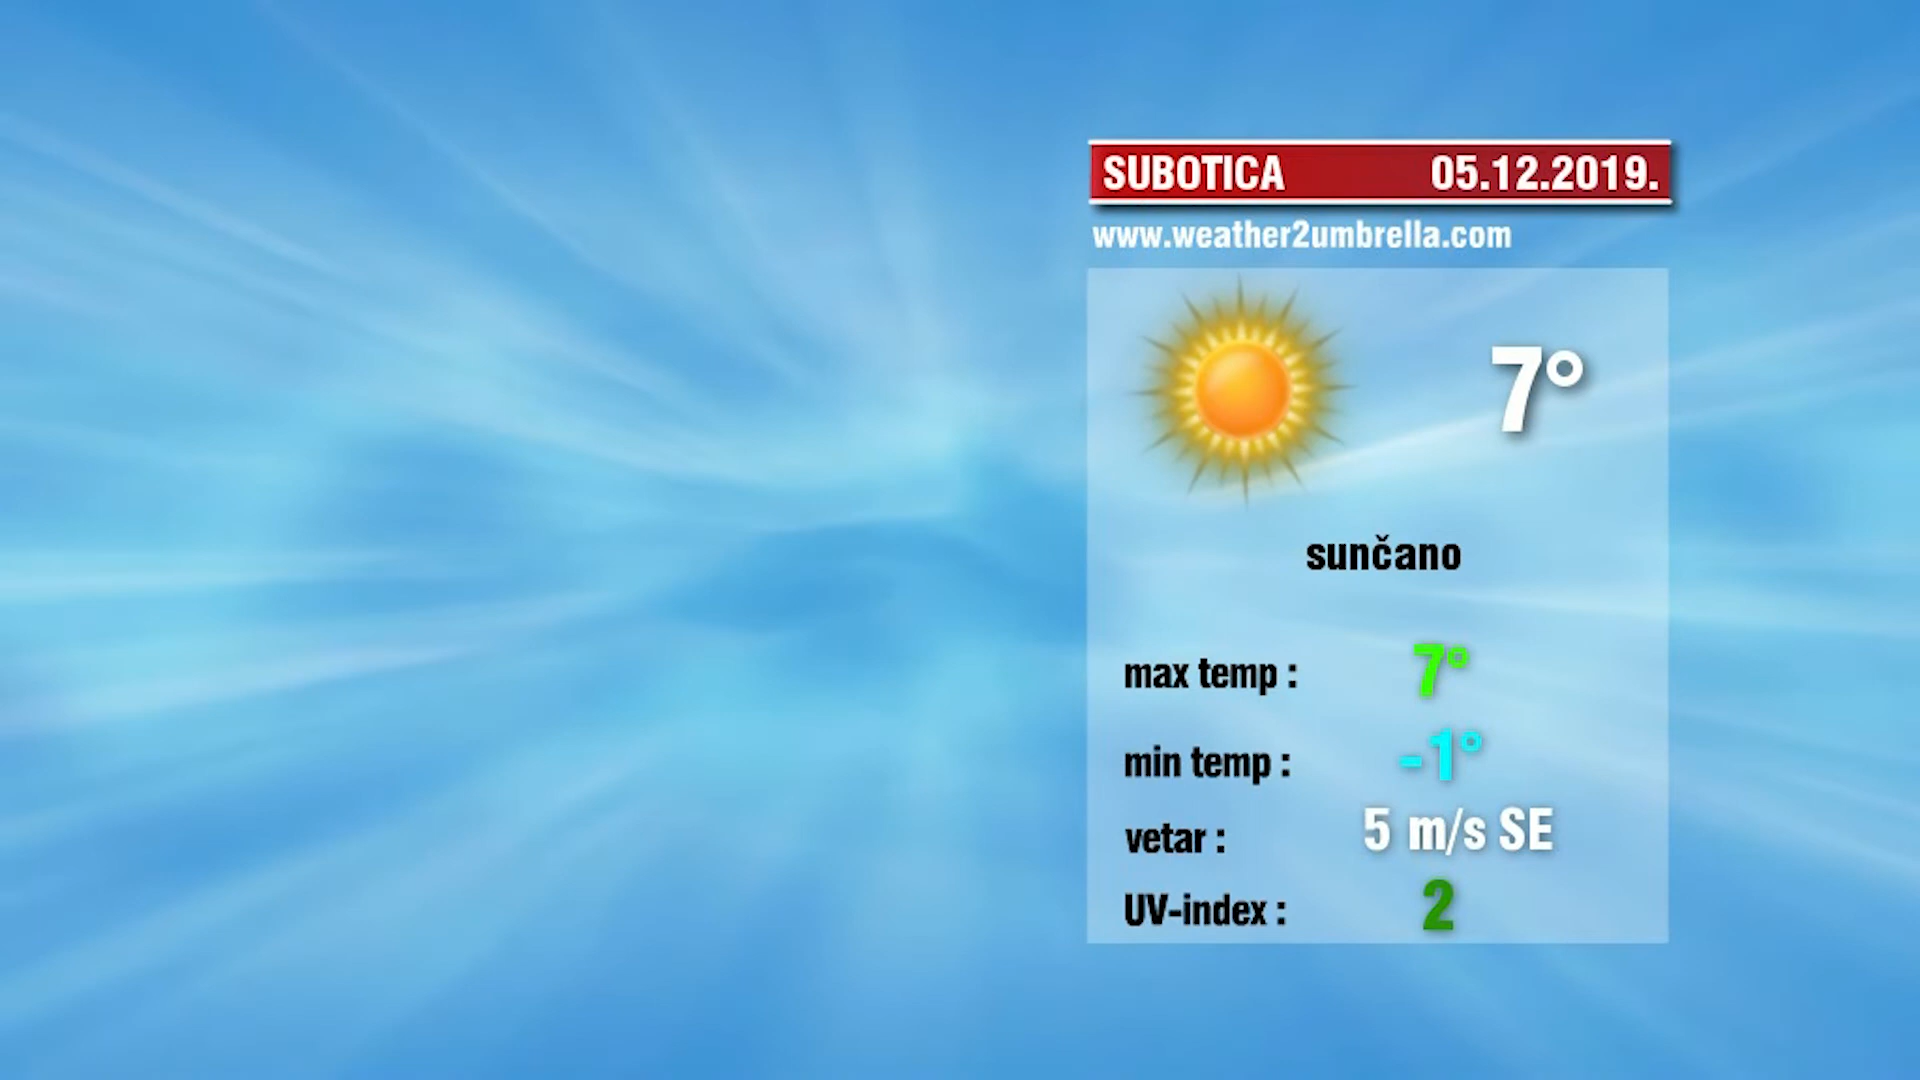 SUBOTICA 05.12.2019.
www.weather2umbrella.com
7°
sunčano
max temp : 7°
min temp : -1°
vetar : 5 m/s SE
UV-index : 2